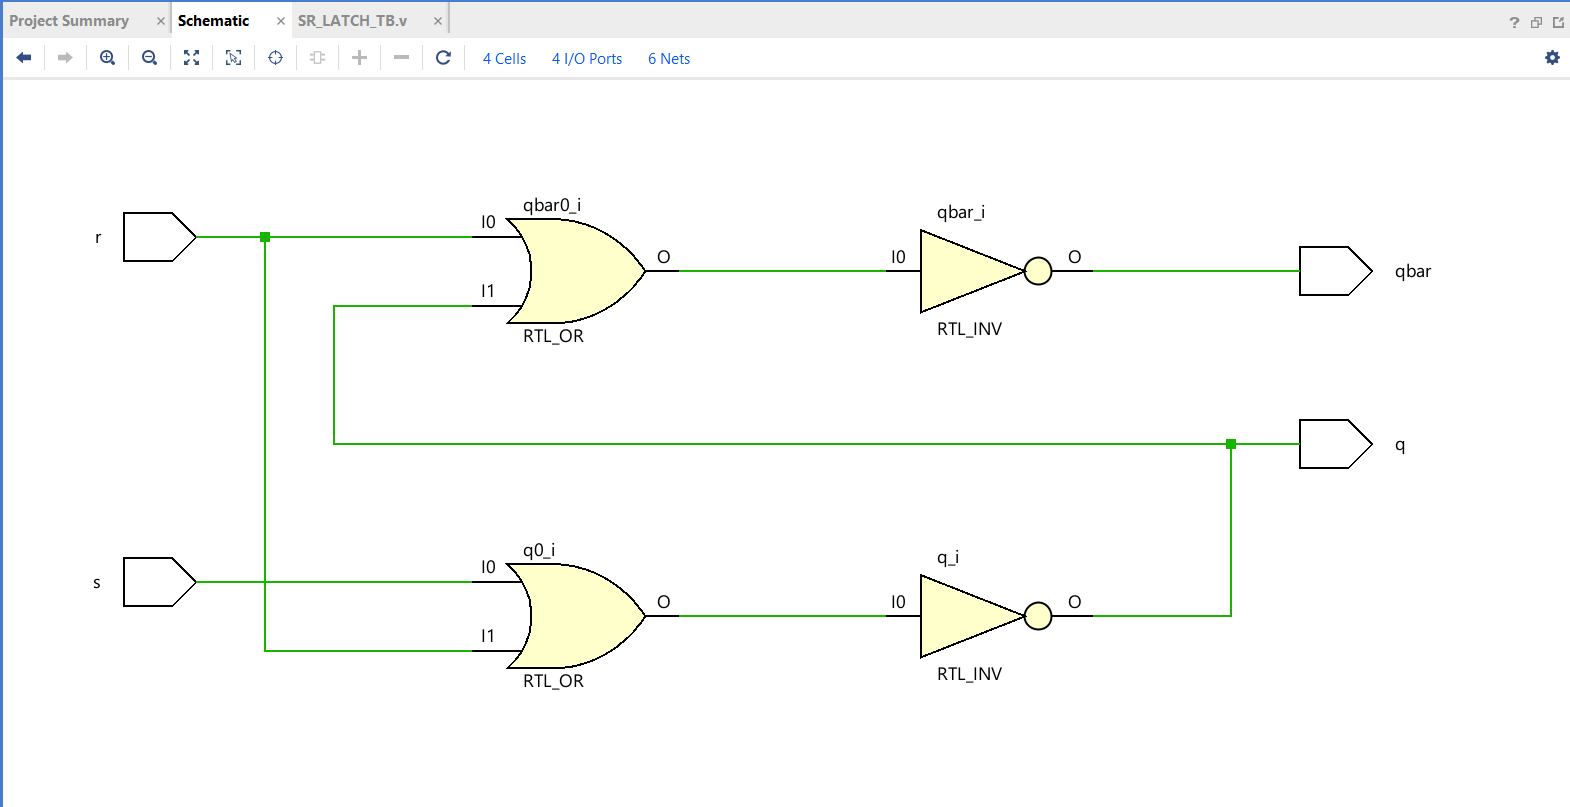 Project Summary × Schematic × SR_LATCH_TB.v × ?
4 Cells 4 I/O Ports 6 Nets
qbar0_i
qbar_i
I0
r
O
I0
O
qbar
I1
RTL_OR
RTL_INV
q
q0_i
q_i
I0
s
O
I0
O
I1
RTL_OR
RTL_INV